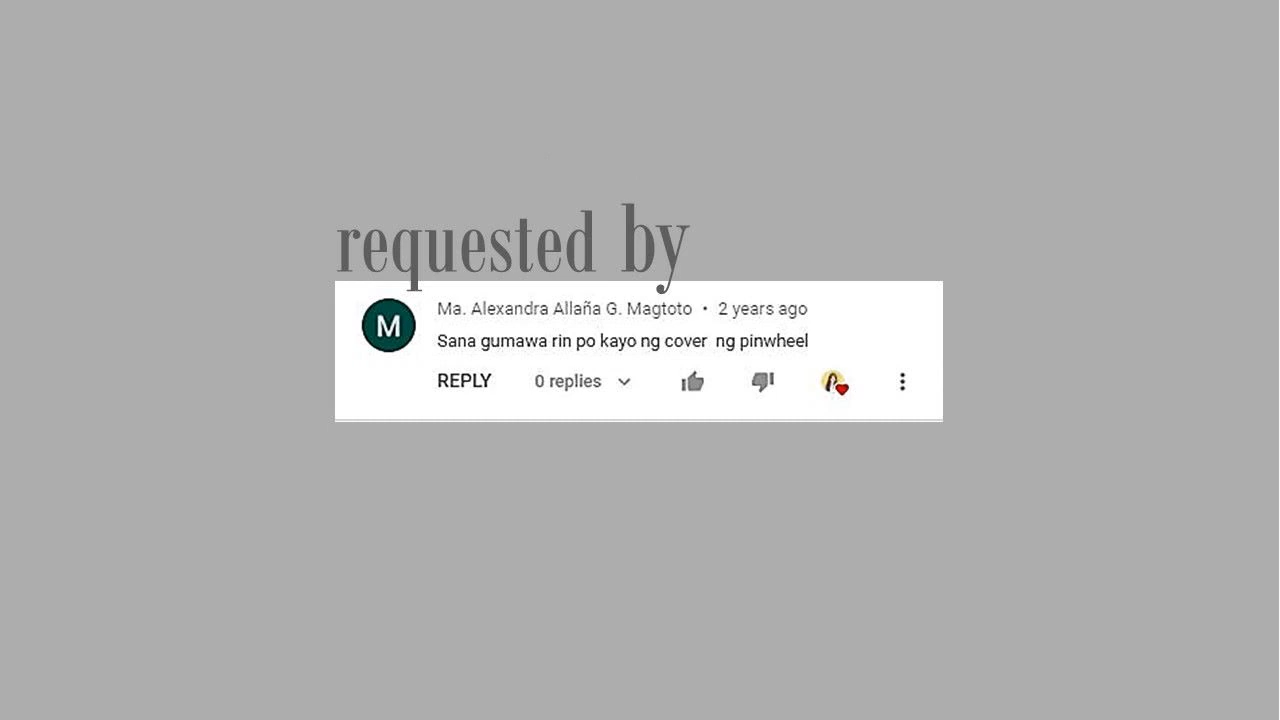 requested by
M
Ma. Alexandra Allaña G. Magtoto • 2 years ago
Sana gumawa rin po kayo ng cover ng pinwheel
REPLY 0 replies